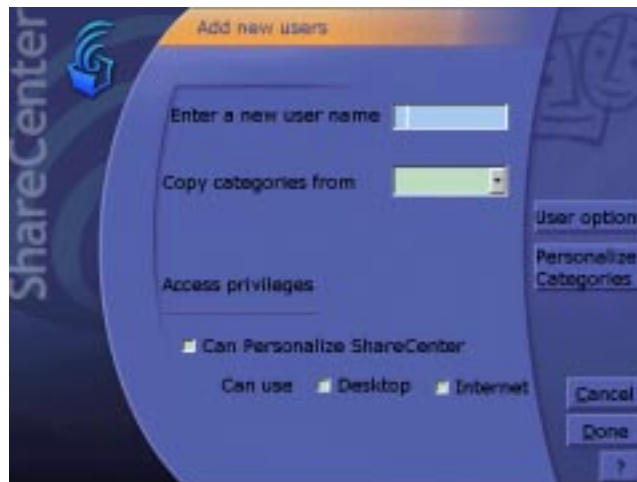 ShareCenter
Add new users
Enter a new user name
Copy categories from
User option
Personalize
Categories
Access privileges
Can Personalize ShareCenter
Can use Desktop Internet
Cancel
Done
?